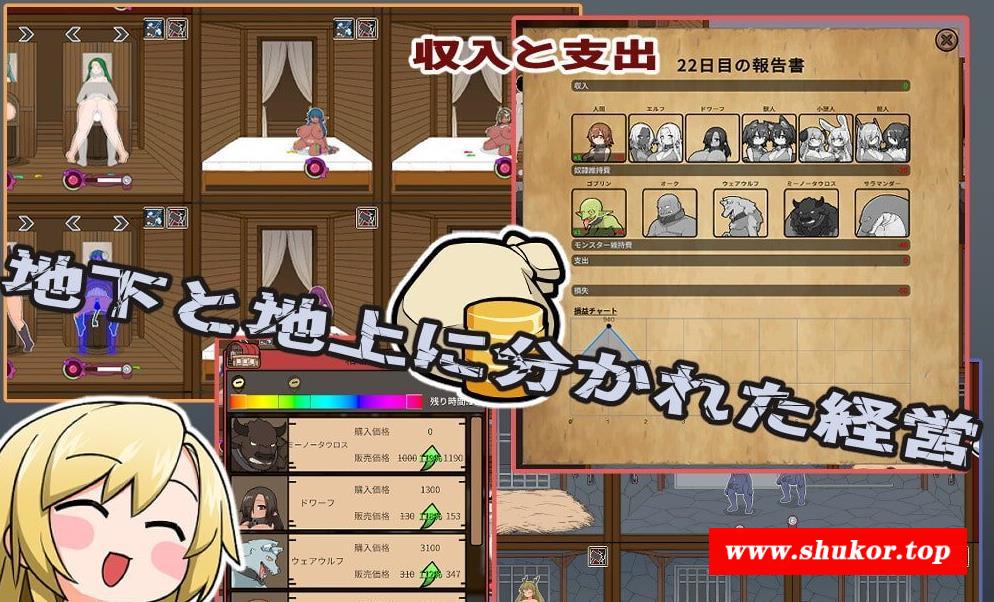 収入と支出
22日目の報告書
収入
0
人間
エルフ
ドワーフ
獣人
小獣人
奴隷維持費
ゴブリン
オーク
ウェアウルフ
ミーノータウロス
サラマンダー
モンスター維持費
支出
損失
損益チャート
940
地下と地上に分かれた経営
残り時間
ミーノータウロス
購入価格 0
販売価格 1000 119% 1190
ドワーフ
購入価格 1300
販売価格 130 118% 153
ウェアウルフ
購入価格 3100
販売価格 310 112% 347
www.shukor.top